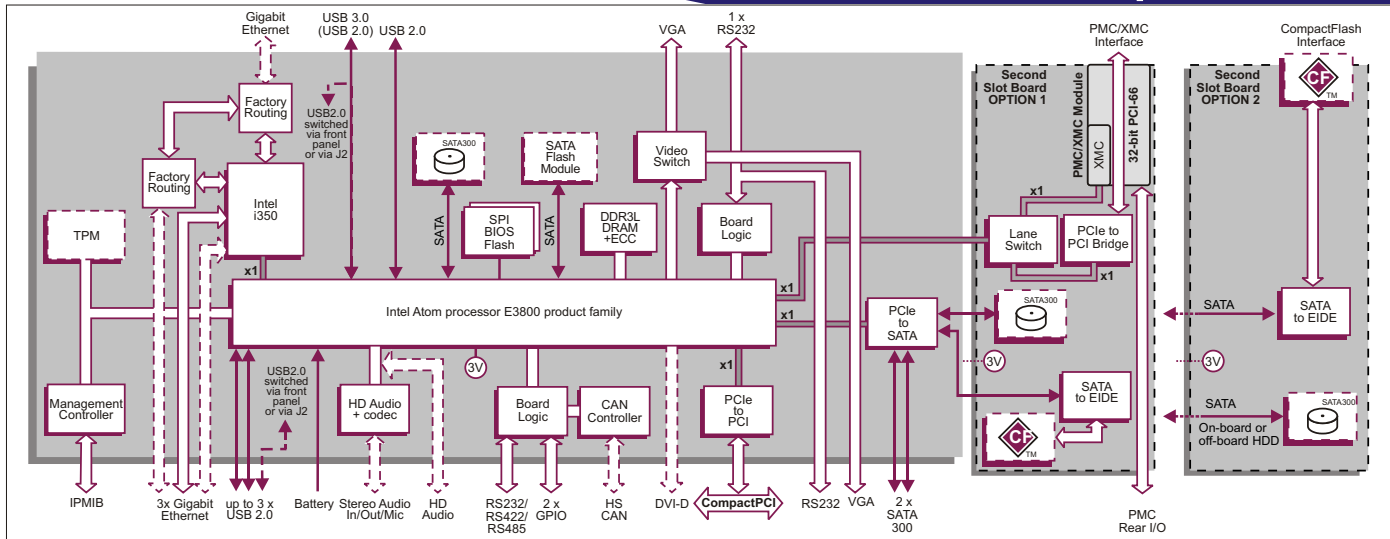 Gigabit
Ethernet
USB 3.0
(USB 2.0)
USB 2.0
VGA
1 x
RS232
PMC/XMC
Interface
CompactFlash
Interface
Factory
Routing
USB2.0
switched
via front
panel
or via J2
SATA300
SATA
Flash
Module
Video
Switch
Second
Slot Board
OPTION 1
PMC/XMC Module
XMC
32-bit PCI-66
Second
Slot Board
OPTION 2
CF
TM
Factory
Routing
Intel
i350
TPM
SATA
SPI
BIOS
Flash
SATA
DDR3L
DRAM
+ECC
Board
Logic
x1
Lane
Switch
PCIe to
PCI Bridge
x1
x1
x1
Intel Atom processor E3800 product family
x1
PCIe
to
SATA
SATA300
SATA
SATA
to EIDE
3V
3V
3V
USB2.0
switched
via front
panel
or via J2
x1
Management
Controller
HD Audio
+ codec
Board
Logic
CAN
Controller
PCIe
to
PCI
SATA
to EIDE
CF
TM
SATA
On-board or
off-board HDD
SATA300
IPMIB
3x Gigabit
Ethernet
up to 3 x
USB 2.0
Battery
Stereo Audio
In/Out/Mic
HD
Audio
RS232/
RS422/
RS485
2 x
GPIO
HS
CAN
DVI-D
CompactPCI
RS232
VGA
2 x
SATA
300
PMC
Rear I/O